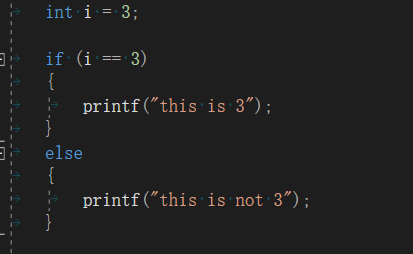 int i = 3;
if (i == 3)
{
printf("this is 3");
}
else
{
printf("this is not 3");
}